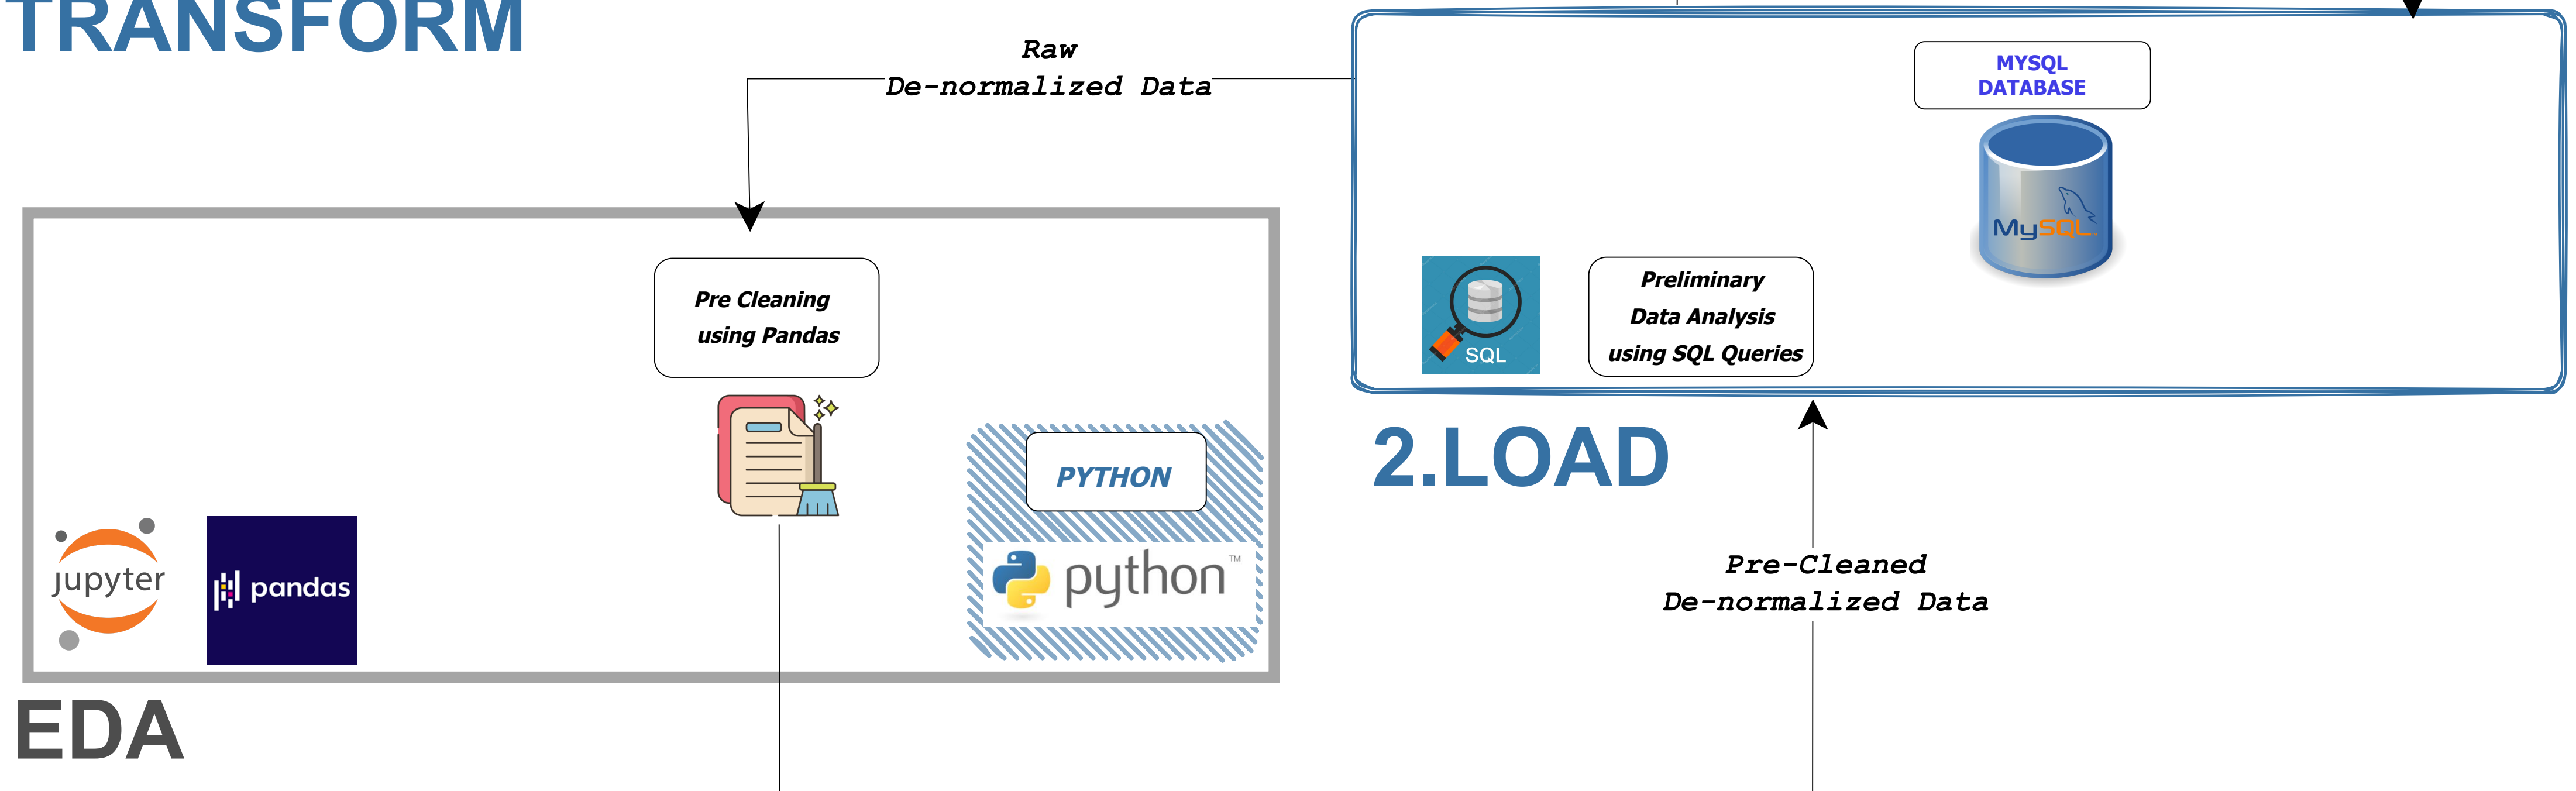 TRANSFORM
Raw
De-normalized Data
MYSQL
DATABASE
MySQL
SQL
Preliminary
Data Analysis
using SQL Queries
Pre Cleaning
using Pandas
PYTHON
python™
jupyter
pandas
2.LOAD
Pre-Cleaned
De-normalized Data
EDA